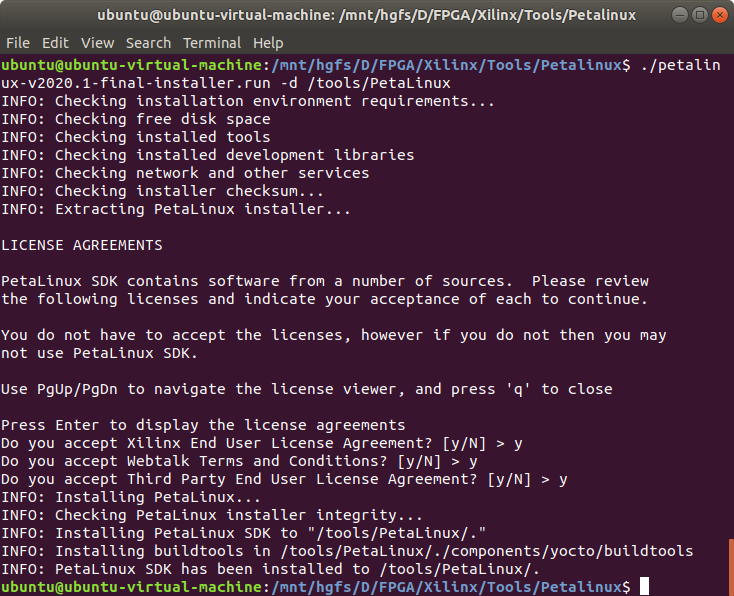 ubuntu@ubuntu-virtual-machine: /mnt/hgfs/D/FPGA/Xilinx/Tools/Petalinux
File Edit View Search Terminal Help
ubuntu@ubuntu-virtual-machine:/mnt/hgfs/D/FPGA/Xilinx/Tools/Petalinux$ ./petalin
ux-v2020.1-final-installer.run -d /tools/PetaLinux
INFO: Checking installation environment requirements...
INFO: Checking free disk space
INFO: Checking installed tools
INFO: Checking installed development libraries
INFO: Checking network and other services
INFO: Checking installer checksum...
INFO: Extracting PetaLinux installer...

LICENSE AGREEMENTS

PetaLinux SDK contains software from a number of sources.  Please review
the following licenses and indicate your acceptance of each to continue.

You do not have to accept the licenses, however if you do not then you may
not use PetaLinux SDK.

Use PgUp/PgDn to navigate the license viewer, and press 'q' to close

Press Enter to display the license agreements
Do you accept Xilinx End User License Agreement? [y/N] > y
Do you accept Webtalk Terms and Conditions? [y/N] > y
Do you accept Third Party End User License Agreement? [y/N] > y
INFO: Installing PetaLinux...
INFO: Checking PetaLinux installer integrity...
INFO: Installing PetaLinux SDK to "/tools/PetaLinux/."
INFO: Installing buildtools in /tools/PetaLinux/./components/yocto/buildtools
INFO: PetaLinux SDK has been installed to /tools/PetaLinux/.
ubuntu@ubuntu-virtual-machine:/mnt/hgfs/D/FPGA/Xilinx/Tools/Petalinux$